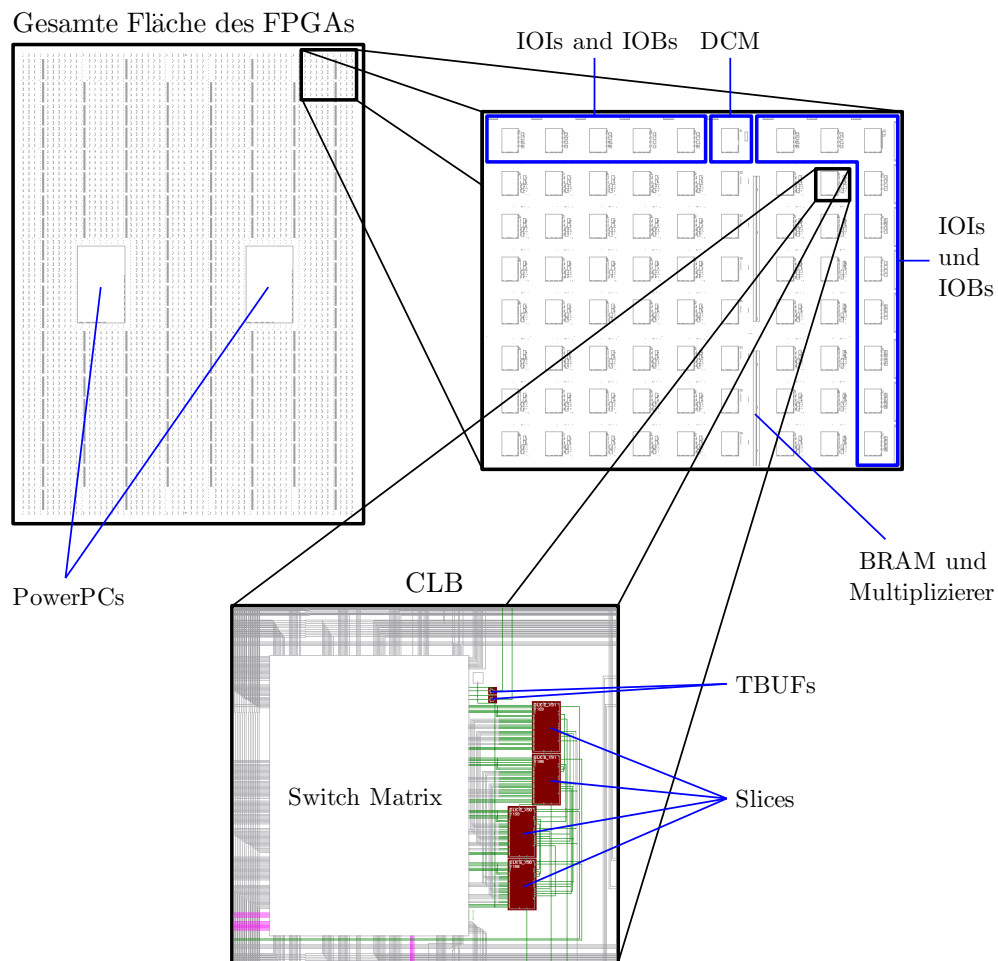 Gesamte Fläche des FPGAs
IOIs and IOBs
DCM
IOIs
und
IOBs
PowerPCs
BRAM und
Multiplizierer
CLB
TBUFs
Switch Matrix
Slices